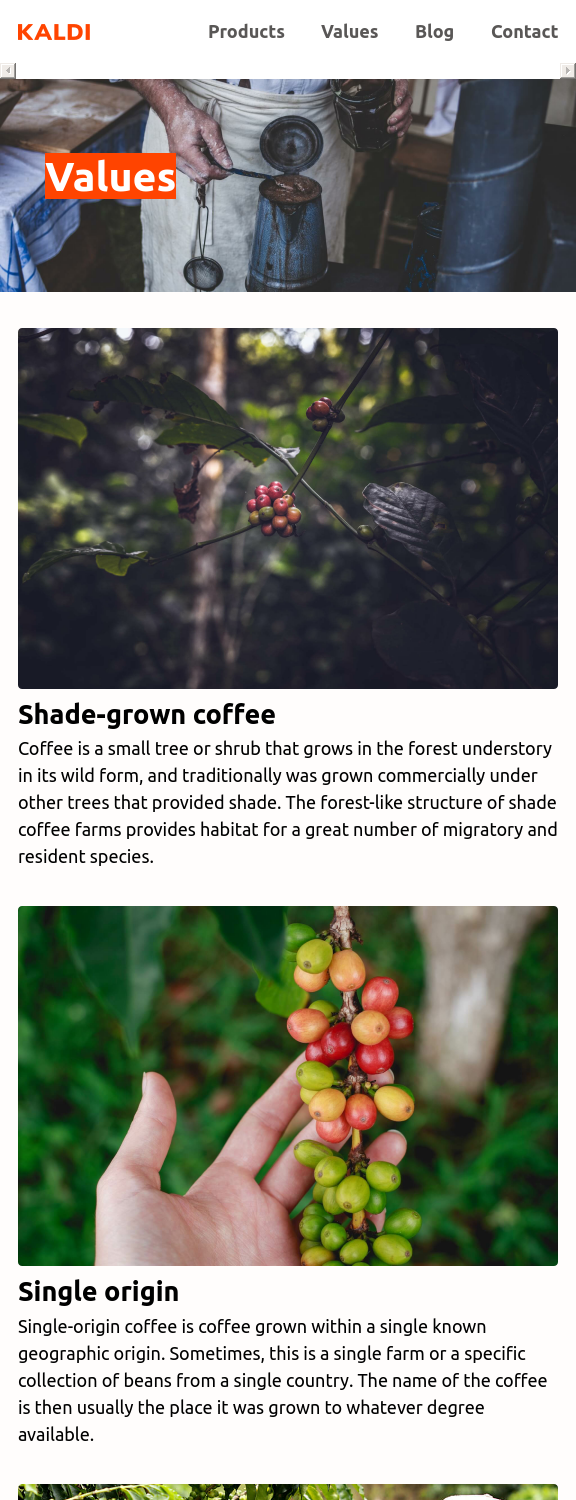 KALDI
Products Values Blog Contact
Values
Shade-grown coffee
Coffee is a small tree or shrub that grows in the forest understory
in its wild form, and traditionally was grown commercially under
other trees that provided shade. The forest-like structure of shade
coffee farms provides habitat for a great number of migratory and
resident species.
Single origin
Single-origin coffee is coffee grown within a single known
geographic origin. Sometimes, this is a single farm or a specific
collection of beans from a single country. The name of the coffee
is then usually the place it was grown to whatever degree
available.